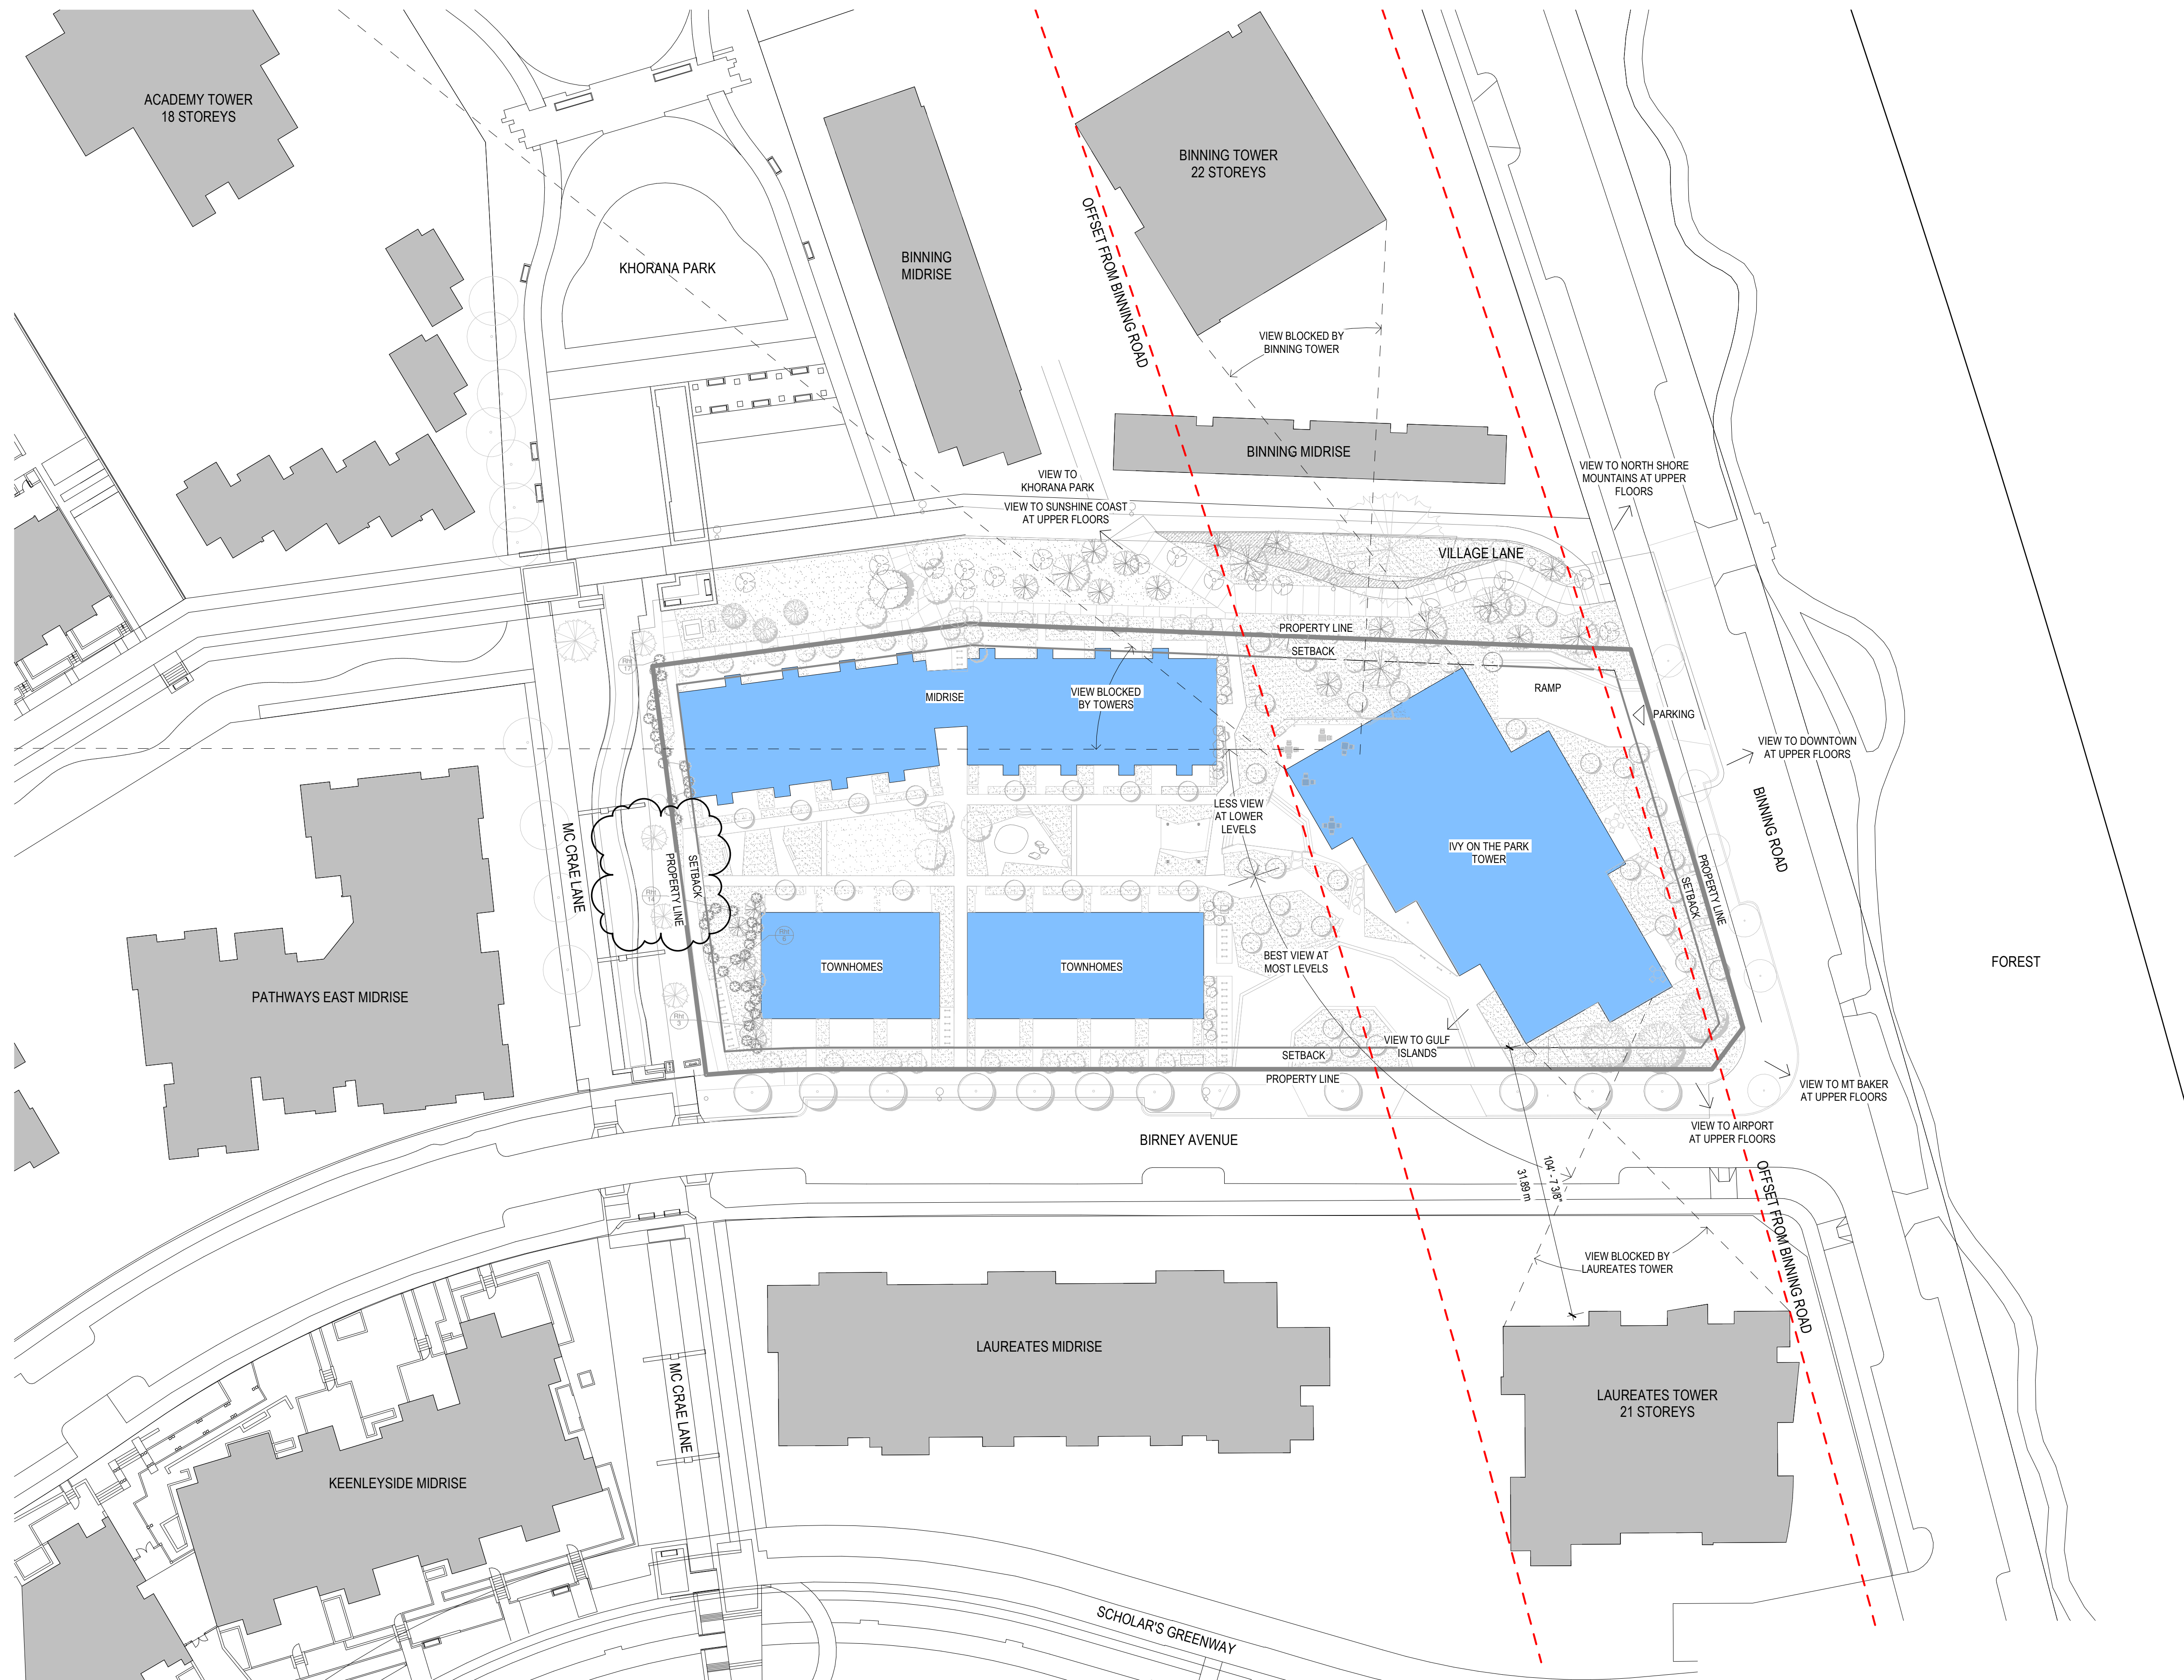 ACADEMY TOWER
18 STOREYS
KHORANA PARK
BINNING
MIDRISE
BINNING TOWER
22 STOREYS
OFFSET FROM BINNING ROAD
VIEW BLOCKED BY
BINNING TOWER
BINNING MIDRISE
VIEW TO
KHORANA PARK
VIEW TO SUNSHINE COAST
AT UPPER FLOORS
VIEW TO NORTH SHORE
MOUNTAINS AT UPPER
FLOORS
VILLAGE LANE
PROPERTY LINE
SETBACK
RAMP
PARKING
MIDRISE
VIEW BLOCKED
BY TOWERS
VIEW TO DOWNTOWN
AT UPPER FLOORS
BINNING ROAD
LESS VIEW
AT LOWER
LEVELS
IVY ON THE PARK
TOWER
MC CRAE LANE
PROPERTY LINE
SETBACK
SETBACK
PROPERTY LINE
Rht
Rht
14
Rht
6
Rht
3
TOWNHOMES
TOWNHOMES
BEST VIEW AT
MOST LEVELS
FOREST
PATHWAYS EAST MIDRISE
VIEW TO GULF
ISLANDS
SETBACK
PROPERTY LINE
VIEW TO MT BAKER
AT UPPER FLOORS
VIEW TO AIRPORT
AT UPPER FLOORS
BIRNEY AVENUE
104' - 7 3/8"
31.89 m
OFFSET FROM BINNING ROAD
VIEW BLOCKED BY
LAUREATES TOWER
LAUREATES MIDRISE
MC CRAE LANE
LAUREATES TOWER
21 STOREYS
KEENLEYSIDE MIDRISE
SCHOLAR'S GREENWAY